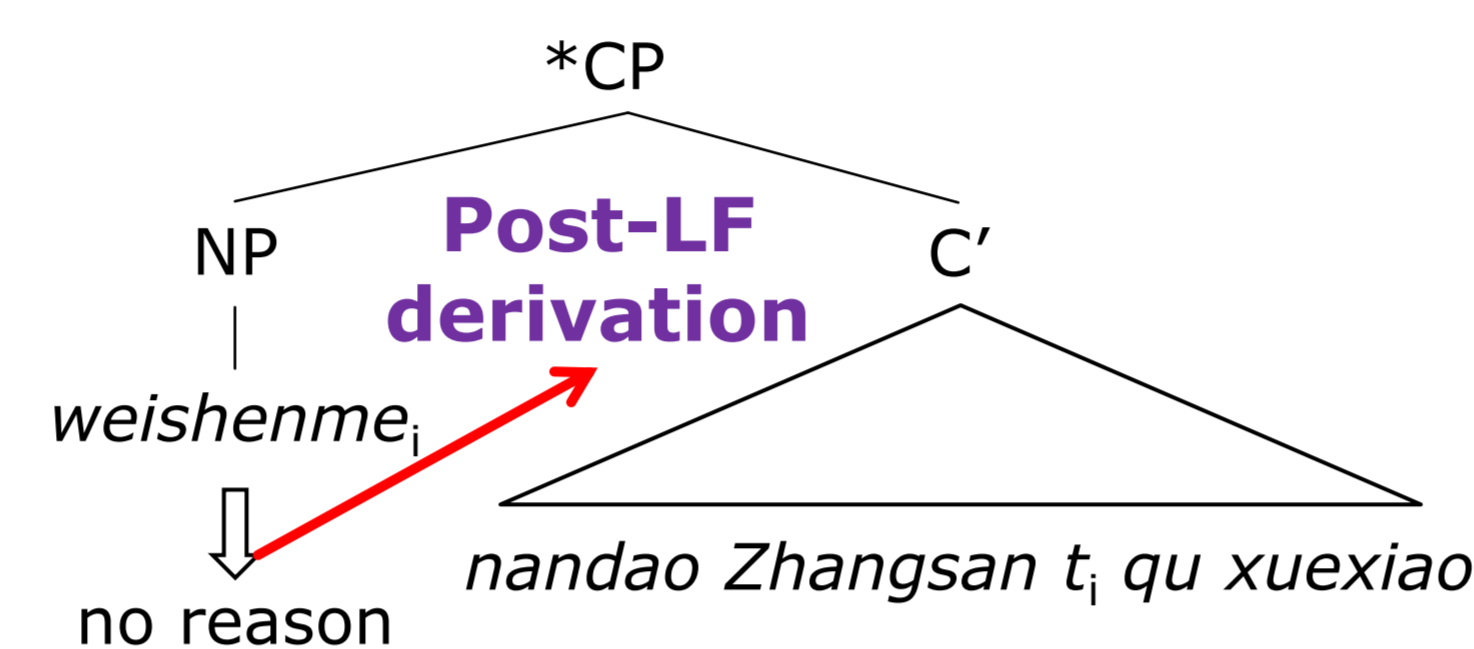 *CP
NP
Post-LF
derivation
C′
weishenmeᵢ
no reason
nandao Zhangsan tᵢ qu xuexiao